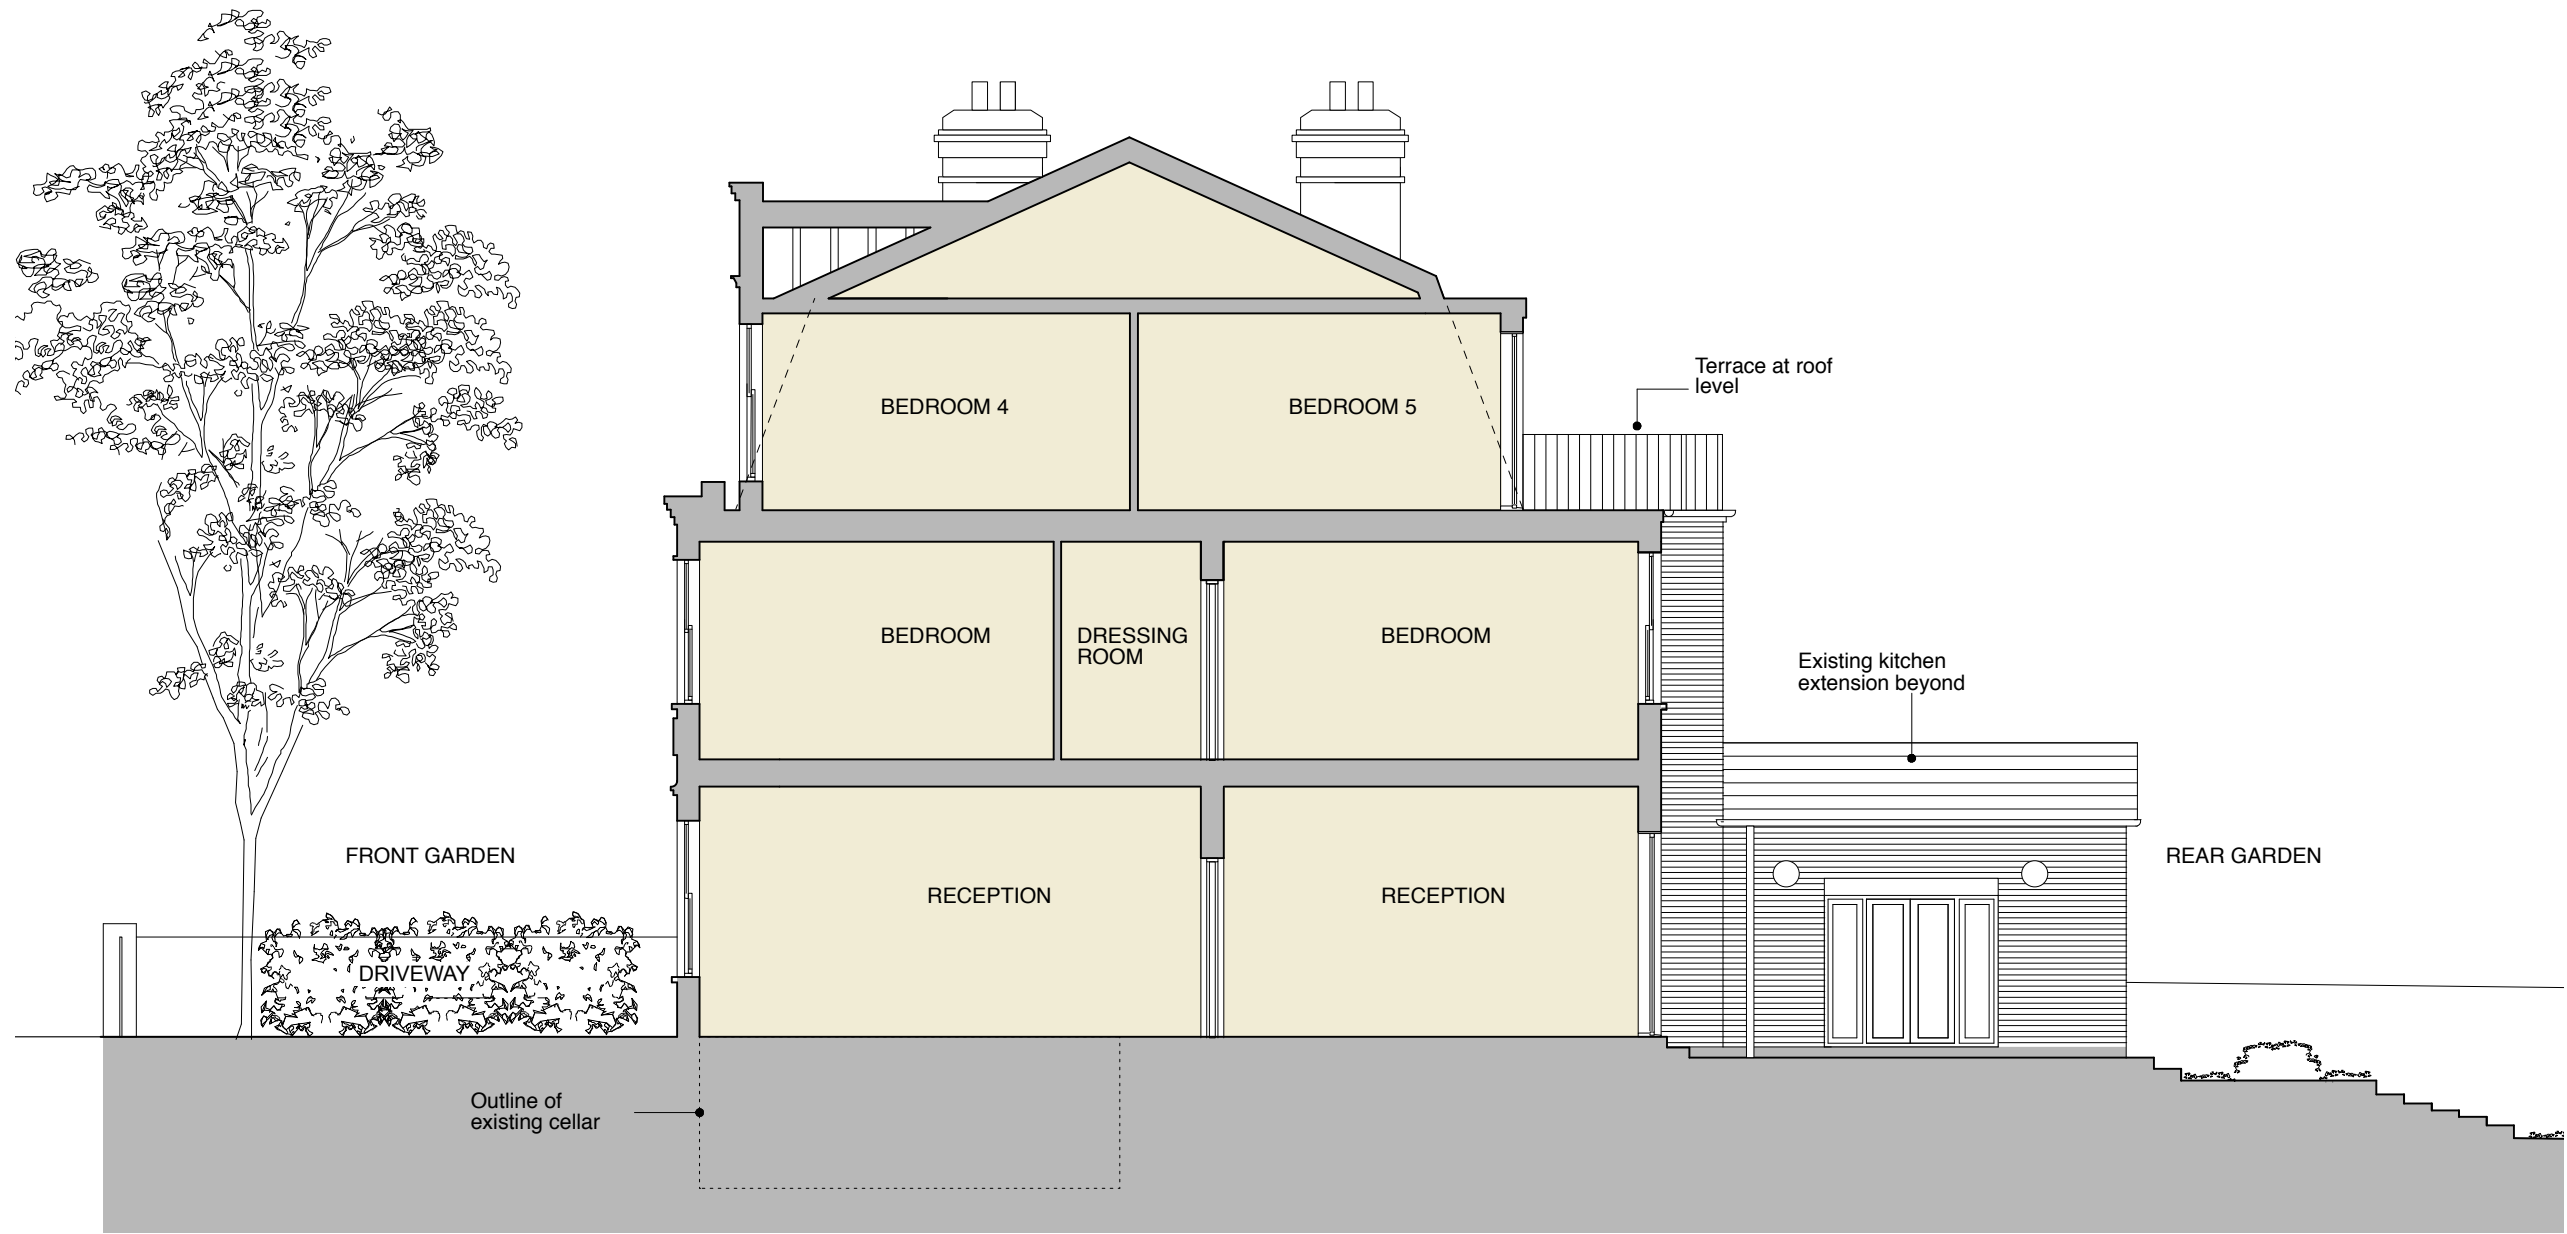 Terrace at roof
level
BEDROOM 4
BEDROOM 5
BEDROOM
DRESSING
ROOM
BEDROOM
Existing kitchen
extension beyond
FRONT GARDEN
REAR GARDEN
RECEPTION
RECEPTION
DRIVEWAY
Outline of
existing cellar